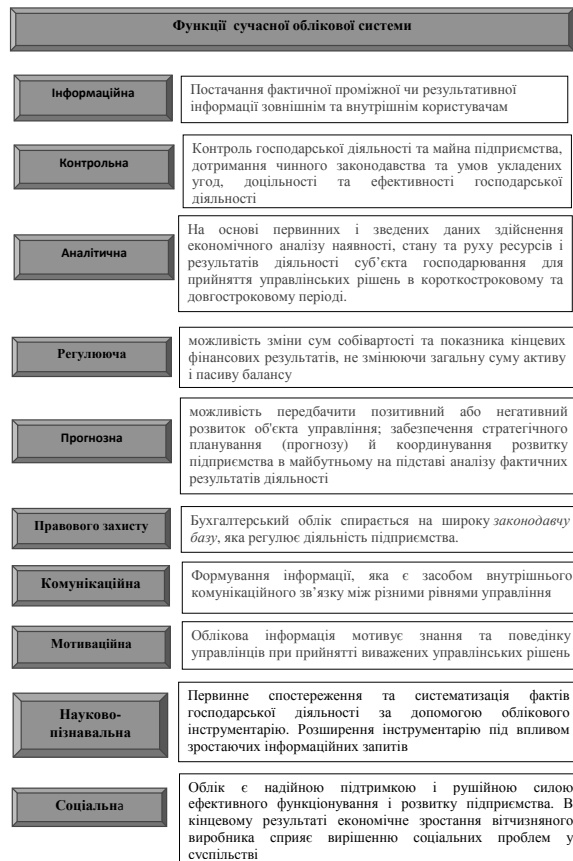 Функції  сучасної облікової системи
Інформаційна
Постачання фактичної проміжної чи результативної
інформації зовнішнім та внутрішнім користувачам
Контрольна
Контроль господарської діяльності та майна підприємства,
дотримання чинного законодавства та умов укладених
угод, доцільності та ефективності господарської
діяльності
Аналітична
На основі первинних і зведених даних здійснення
економічного аналізу наявності, стану та руху ресурсів і
результатів діяльності суб’єкта господарювання для
прийняття управлінських рішень в короткостроковому та
довгостроковому періоді.
Регулююча
можливість зміни сум собівартості та показника кінцевих
фінансових результатів, не змінюючи загальну суму активу
і пасиву балансу
Прогнозна
можливість передбачити позитивний або негативний
розвиток об'єкта управління; забезпечення стратегічного
планування (прогнозу) й координування розвитку
підприємства в майбутньому на підставі аналізу фактичних
результатів діяльності
Правового захисту
Бухгалтерський облік спирається на широку законодавчу
базу, яка регулює діяльність підприємства.
Комунікаційна
Формування інформації, яка є засобом внутрішнього
комунікаційного зв’язку між різними рівнями управління
Мотиваційна
Облікова інформація мотивує знання та поведінку
управлінців при прийнятті виважених управлінських рішень
Науково-
пізнавальна
Первинне спостереження та систематизація фактів
господарської діяльності за допомогою облікового
інструментарію. Розширення інструментарію під впливом
зростаючих інформаційних запитів
Соціальна
Облік є надійною підтримкою і рушійною силою
ефективного функціонування і розвитку підприємства. В
кінцевому результаті економічне зростання вітчизняного
виробника сприяє вирішенню соціальних проблем у
суспільстві